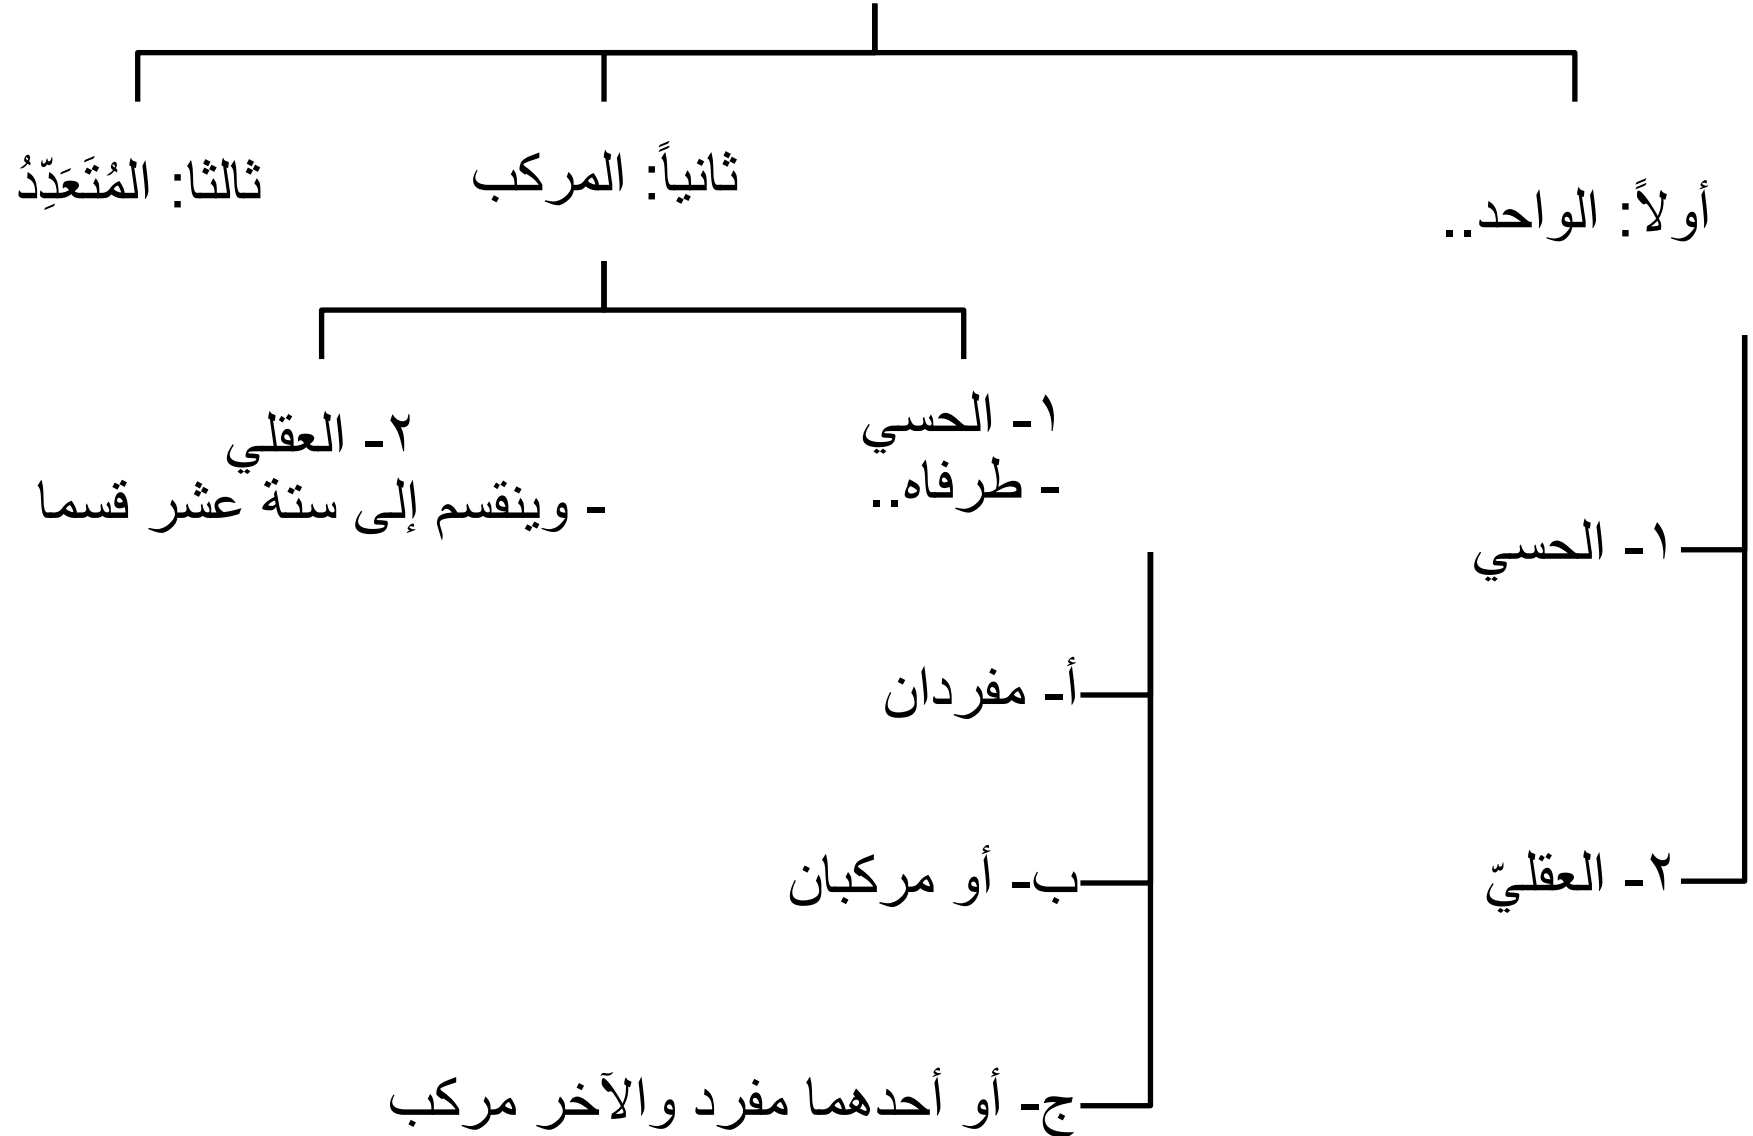 أولاً: الواحد..
ثانياً: المركب
ثالثا: المُتَعَدِّدُ
١- الحسي
٢- العقليّ
١- الحسي
- طرفاه..
أ- مفردان
ب- أو مركبان
ج- أو أحدهما مفرد والآخر مركب
٢- العقلي
- وينقسم إلى ستة عشر قسما